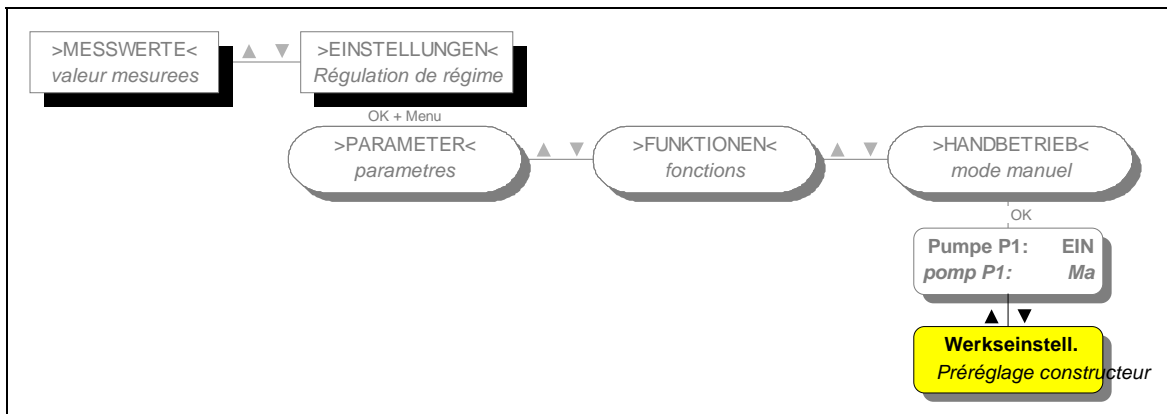 >MESSWERTE<
valeur mesurees
▲ ▼
>EINSTELLUNGEN<
Régulation de régime
OK + Menu
>PARAMETER<
parametres
▲ ▼
>FUNKTIONEN<
fonctions
▲ ▼
>HANDBETRIEB<
mode manuel
OK
Pumpe P1: EIN
pomp P1: Ma
▲ ▼
Werkseinstell.
Préréglage constructeur